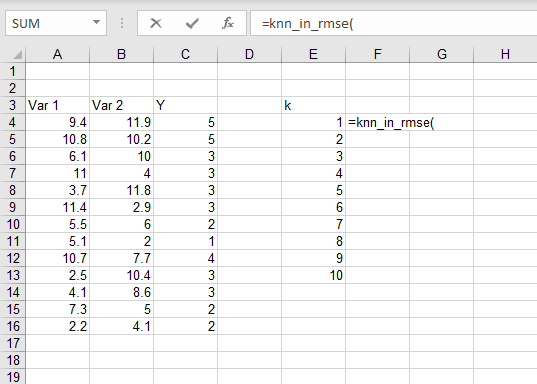 SUM fx =knn_in_rmse(
A B C D E F G H
1
2
3 Var 1 Var 2 Y k
4 9.4 11.9 5 1 =knn_in_rmse(
5 10.8 10.2 5 2
6 6.1 10 3 3
7 11 4 3 4
8 3.7 11.8 3 5
9 11.4 2.9 3 6
10 5.5 6 2 7
11 5.1 2 1 8
12 10.7 7.7 4 9
13 2.5 10.4 3 10
14 4.1 8.6 3
15 7.3 5 2
16 2.2 4.1 2
17
18
19